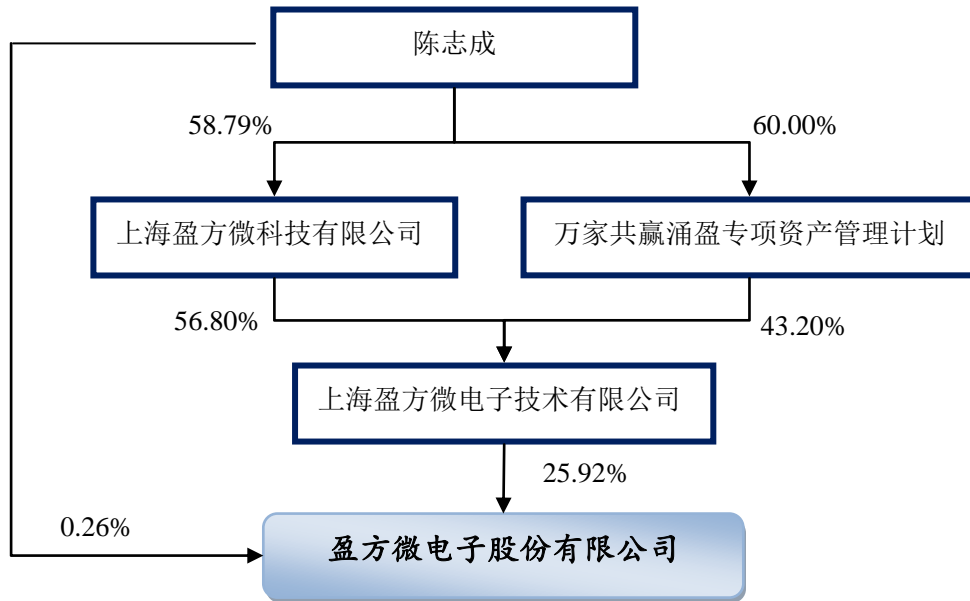 陈志成
58.79%
60.00%
上海盈方微科技有限公司
万家共赢涌盈专项资产管理计划
56.80%
43.20%
上海盈方微电子技术有限公司
25.92%
0.26%
盈方微电子股份有限公司